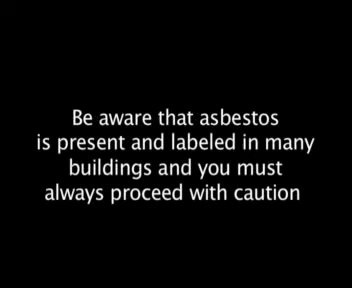 Be aware that asbestos
is present and labeled in many
buildings and you must
always proceed with caution